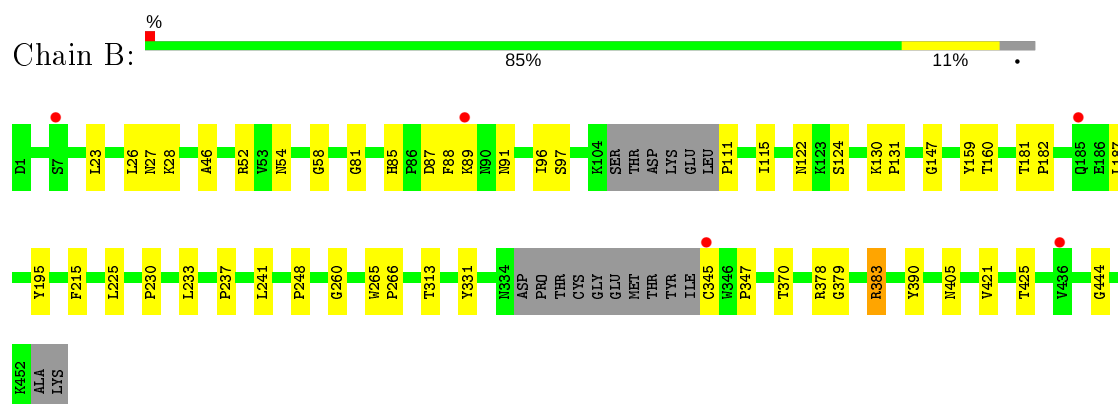 %
Chain B:
85% 11% •
D1 S7 L23 L26 N27 K28 A46 R52 V53 N54 G58 G81 H85 P86 D87 F88 K89 N90 N91 I96 S97 K104 SER THR ASP LYS GLU LEU P111 I115 N122 K123 S124 K130 P131 G147 Y159 T160 T181 P182 Q185 E186 L187
Y195 F215 L225 P230 L233 P237 L241 P248 G260 W265 P266 T313 Y331 N334 ASP PRO THR CYS GLY GLU MET THR TYR ILE C345 W346 P347 T370 R378 G379 R383 Y390 N405 V421 T425 V436 G444
K452 ALA LYS